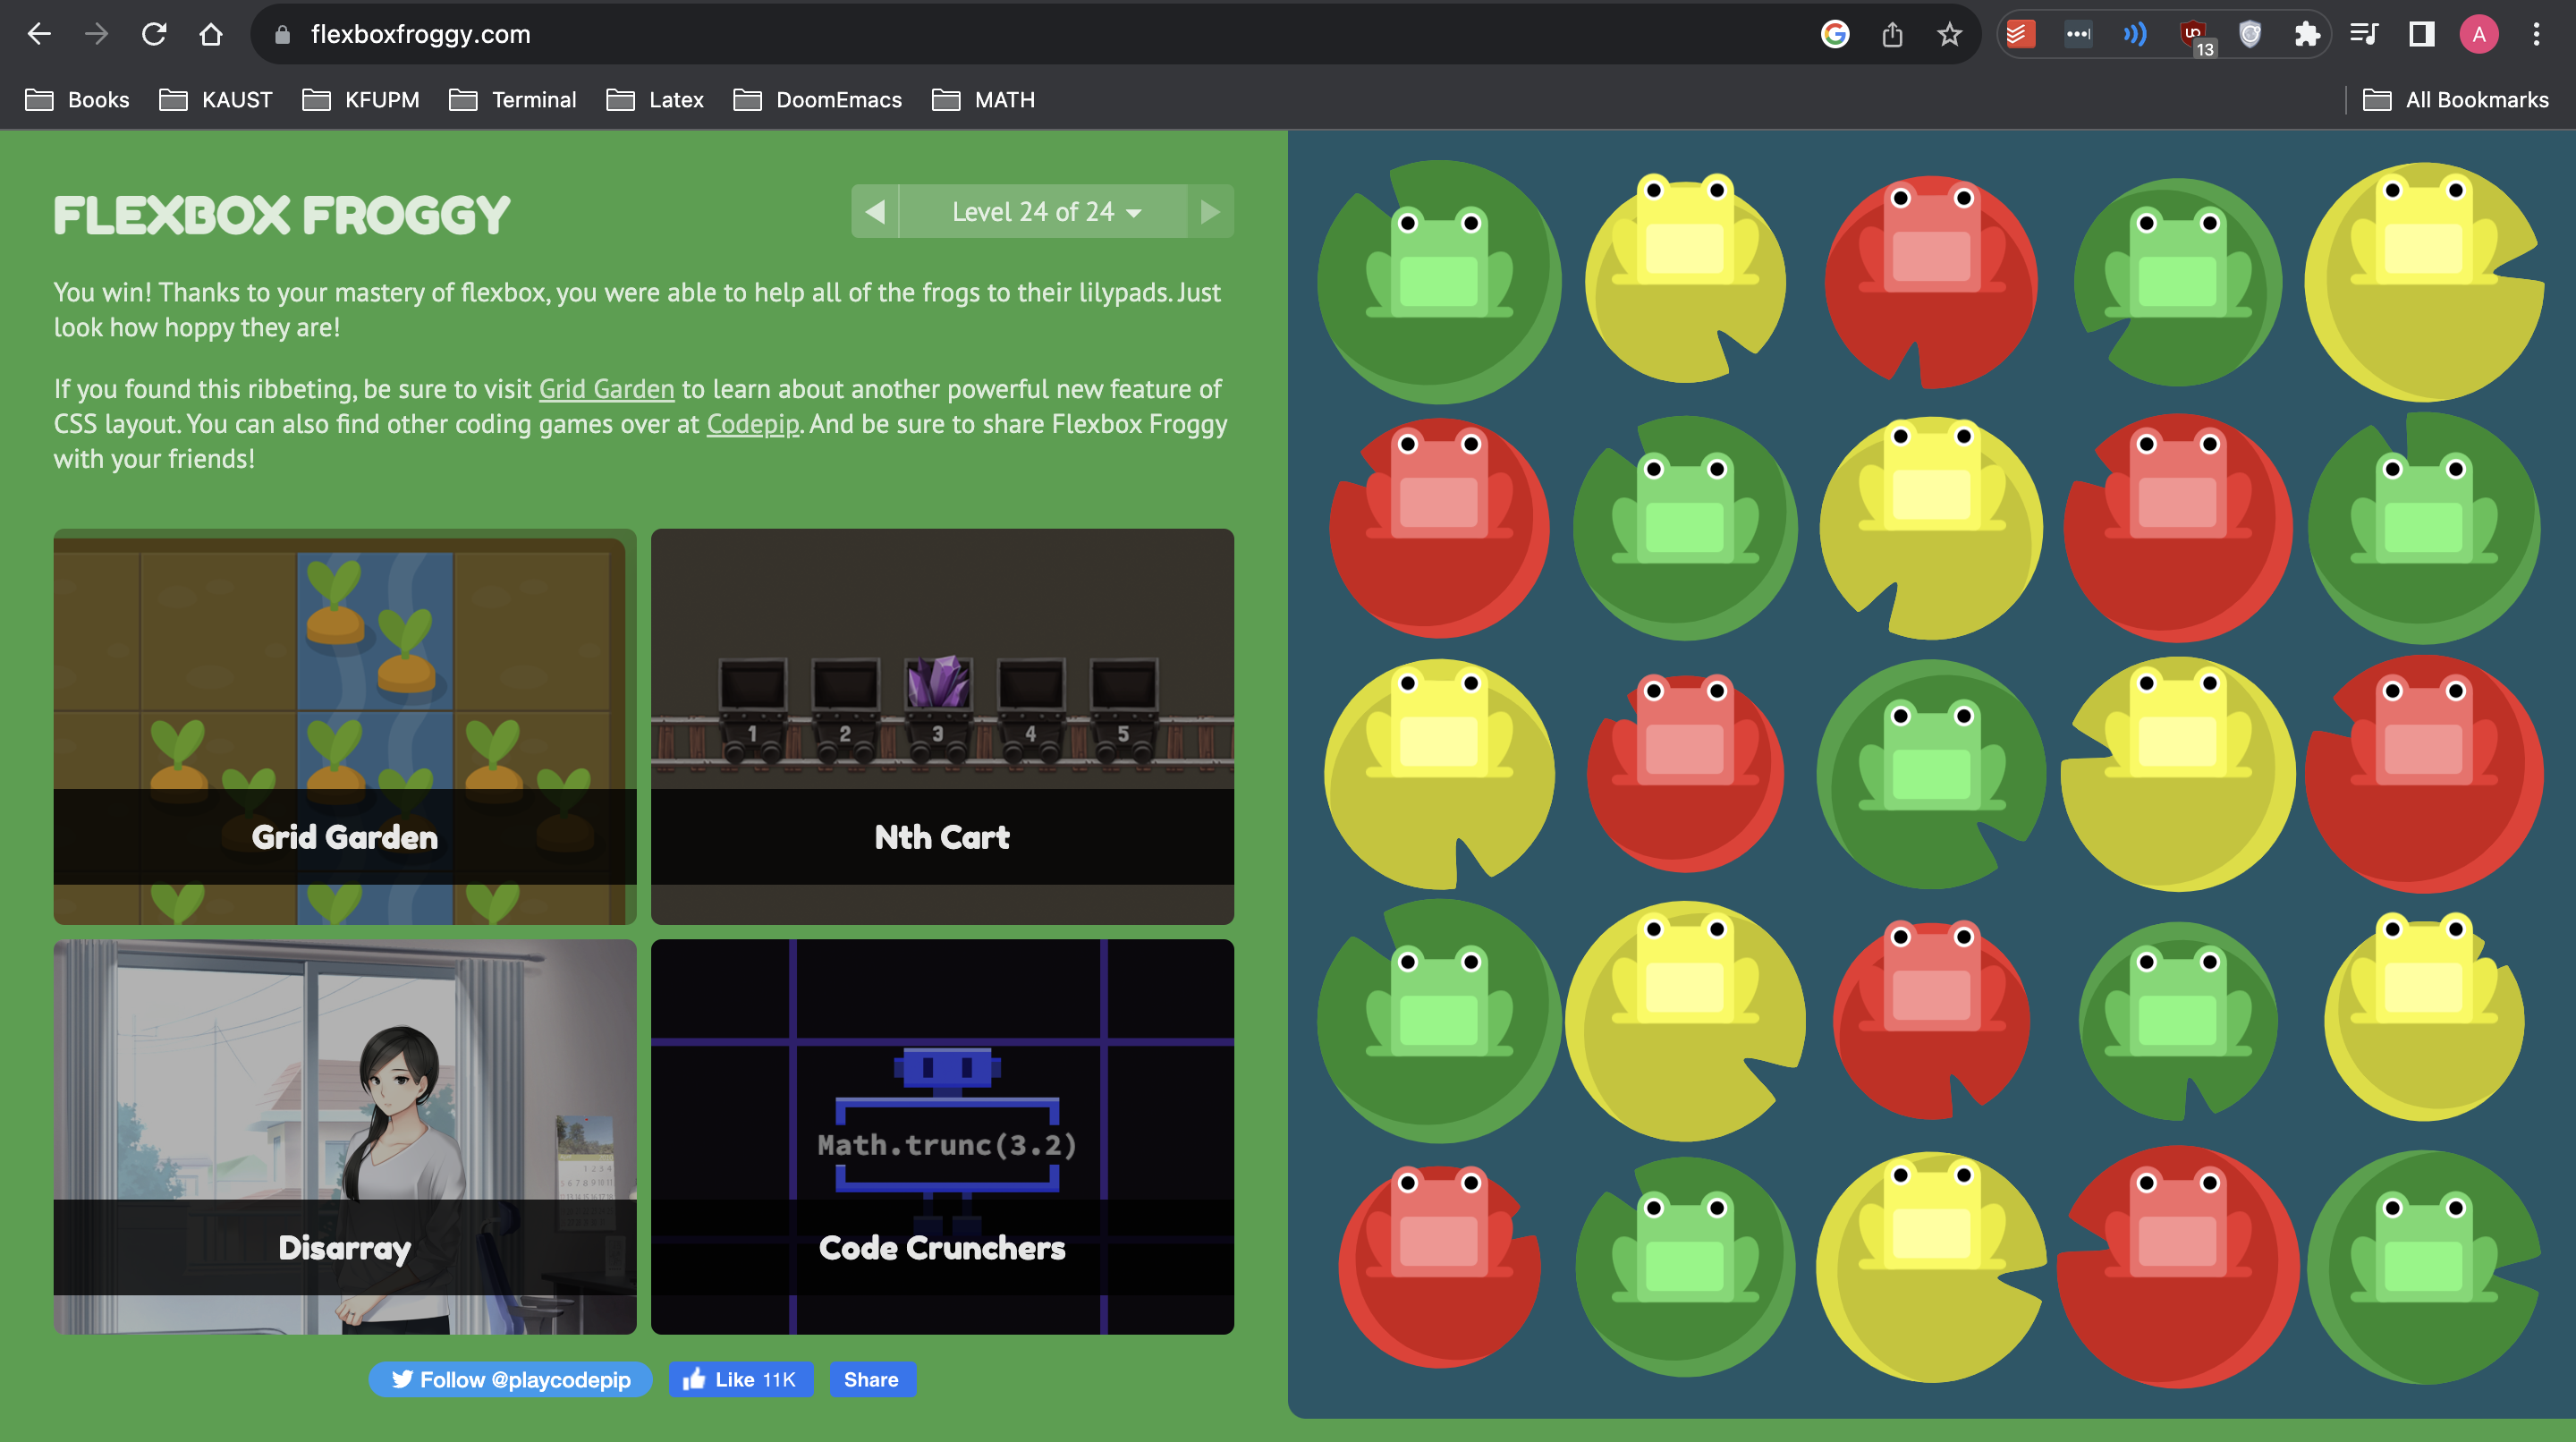 flexboxfroggy.com
13
A
Books KAUST KFUPM Terminal Latex DoomEmacs MATH All Bookmarks
FLEXBOX FROGGY
Level 24 of 24
You win! Thanks to your mastery of flexbox, you were able to help all of the frogs to their lilypads. Just
look how hoppy they are!
If you found this ribbeting, be sure to visit Grid Garden to learn about another powerful new feature of
CSS layout. You can also find other coding games over at Codepip. And be sure to share Flexbox Froggy
with your friends!
Grid Garden
1 2 3 4 5
Nth Cart
Disarray
Math.trunc(3.2)
Code Crunchers
Follow @playcodepip Like 11K Share